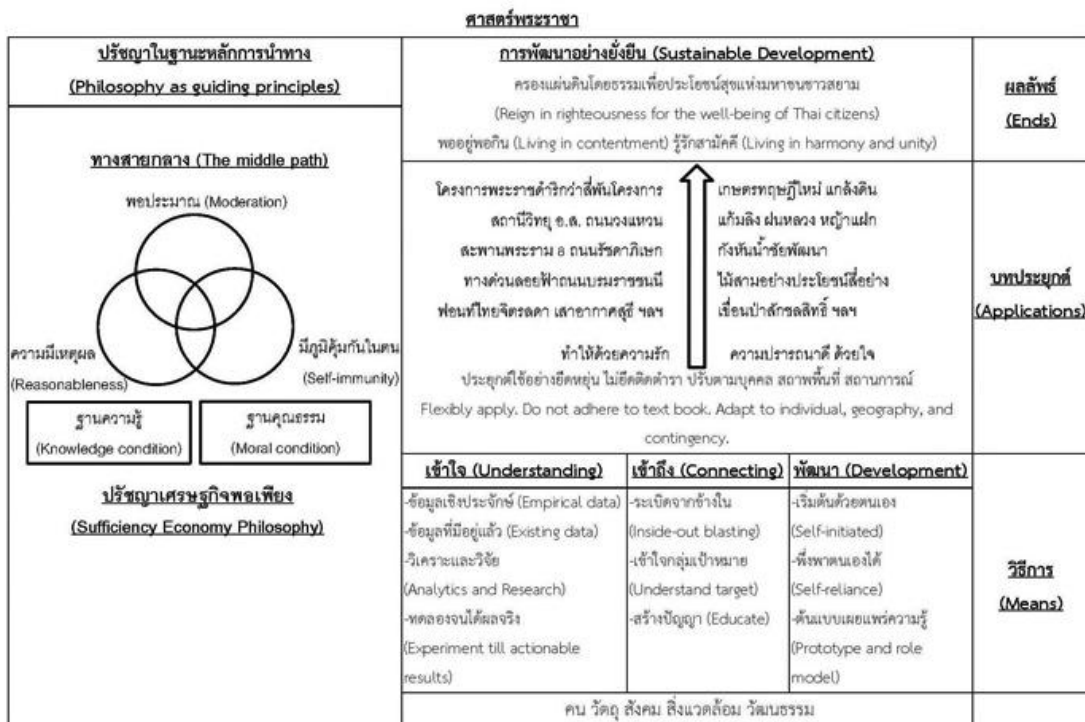 ศาสตร์พระราชา
ปรัชญาในฐานะหลักการนำทาง
(Philosophy as guiding principles)
ทางสายกลาง (The middle path)
พอประมาณ (Moderation)
ความมีเหตุผล
(Reasonableness)
มีภูมิคุ้มกันในตน
(Self-immunity)
ฐานความรู้
(Knowledge condition)
ฐานคุณธรรม
(Moral condition)
ปรัชญาเศรษฐกิจพอเพียง
(Sufficiency Economy Philosophy)
การพัฒนาอย่างยั่งยืน (Sustainable Development)
ครองแผ่นดินโดยธรรมเพื่อประโยชน์สุขแห่งมหาชนชาวสยาม
(Reign in righteousness for the well-being of Thai citizens)
พออยู่พอกิน (Living in contentment) รู้รักสามัคคี (Living in harmony and unity)
ผลลัพธ์
(Ends)
โครงการพระราชดำริกว่าสี่พันโครงการ
สถานีวิทยุ อ.ส. ถนนวงแหวน
สะพานพระราม 8 ถนนรัชดาภิเษก
ทางด่วนลอยฟ้าถนนบรมราชชนนี
ฟอนท์ไทยจิตรลดา เสาอากาศสุธี ฯลฯ
ทำให้ด้วยความรัก
เกษตรทฤษฎีใหม่ แกล้งดิน
แก้มลิง ฝนหลวง หญ้าแฝก
กังหันน้ำชัยพัฒนา
ไม้สามอย่างประโยชน์สี่อย่าง
เขื่อนป่าสักชลสิทธิ์ ฯลฯ
ความปรารถนาดี ด้วยใจ
ประยุกต์ใช้อย่างยืดหยุ่น ไม่ยึดติดตำรา ปรับตามบุคคล สภาพพื้นที่ สถานการณ์
Flexibly apply. Do not adhere to text book. Adapt to individual, geography, and
contingency.
บทประยุกต์
(Applications)
เข้าใจ (Understanding)
-ข้อมูลเชิงประจักษ์ (Empirical data)
-ข้อมูลที่มีอยู่แล้ว (Existing data)
-วิเคราะและวิจัย
(Analytics and Research)
-ทดลองจนได้ผลจริง
(Experiment till actionable
results)
เข้าถึง (Connecting)
-ระเบิดจากข้างใน
(Inside-out blasting)
-เข้าใจกลุ่มเป้าหมาย
(Understand target)
-สร้างปัญญา (Educate)
พัฒนา (Development)
-เริ่มต้นด้วยตนเอง
(Self-initiated)
-พึ่งพาตนเองได้
(Self-reliance)
-ต้นแบบเผยแพร่ความรู้
(Prototype and role
model)
วิธีการ
(Means)
คน วัตถุ สังคม สิ่งแวดล้อม วัฒนธรรม